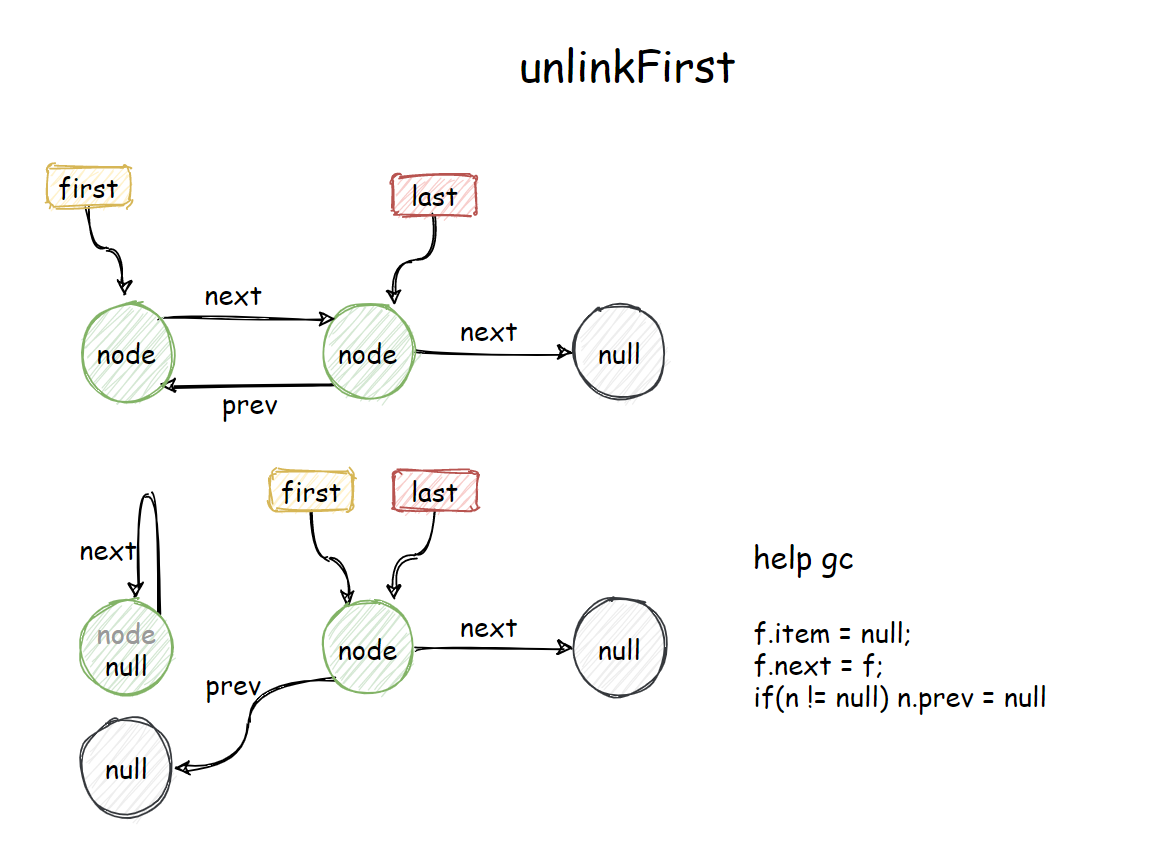 unlinkFirst
first
last
next
node
node
next
null
prev
first
last
next
node
null
node
next
null
prev
null
help gc
f.item = null;
f.next = f;
if(n != null) n.prev = null